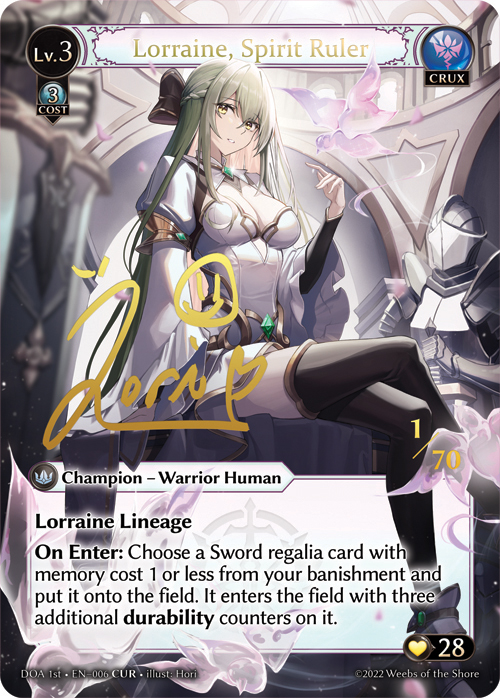 Lv.3
Lorraine, Spirit Ruler
CRUX
3
COST
1
70
Champion – Warrior Human
Lorraine Lineage
On Enter: Choose a Sword regalia card with
memory cost 1 or less from your banishment and
put it onto the field. It enters the field with three
additional durability counters on it.
28
DOA 1st • EN-006 CUR • illust: Hori
©2022 Weebs of the Shore